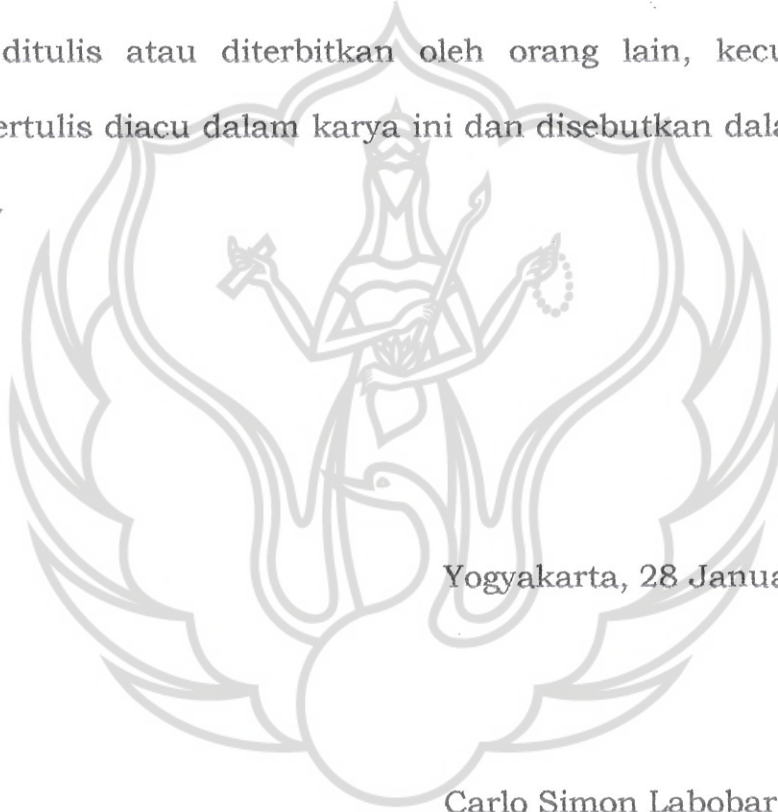 ditulis atau diterbitkan oleh orang lain, kecu
ertulis diacu dalam karya ini dan disebutkan dala
Yogyakarta, 28 Janua
Carlo Simon Labobar